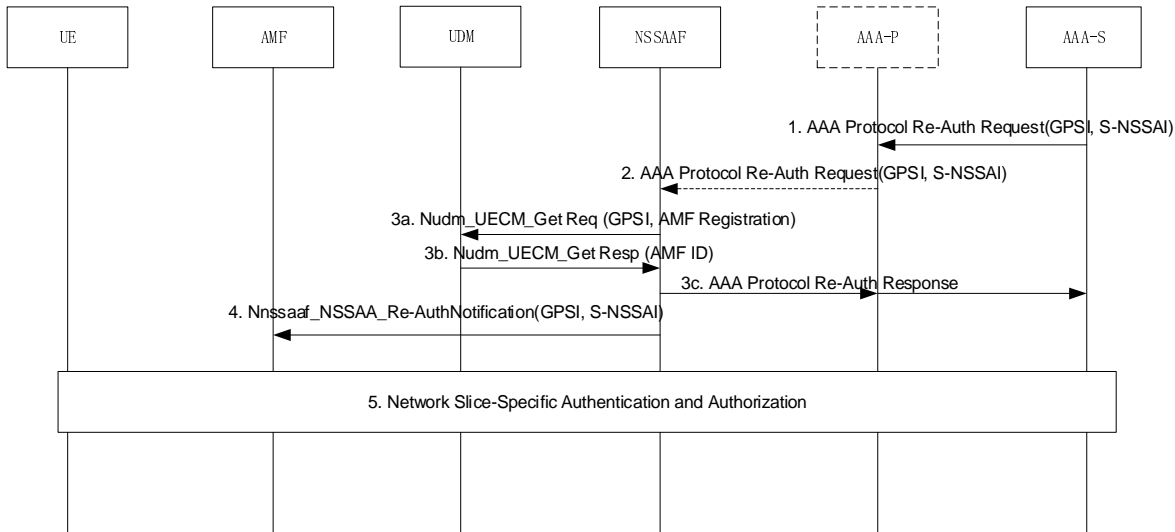 UE AMF UDM NSSAAF AAA-P AAA-S
1. AAA Protocol Re-Auth Request(GPSI, S-NSSAI)
2. AAA Protocol Re-Auth Request(GPSI, S-NSSAI)
3a. Nudm_UECM_Get Req (GPSI, AMF Registration)
3b. Nudm_UECM_Get Resp (AMF ID)
3c. AAA Protocol Re-Auth Response
4. Nnssaaf_NSSAA_Re-AuthNotification(GPSI, S-NSSAI)
5. Network Slice-Specific Authentication and Authorization